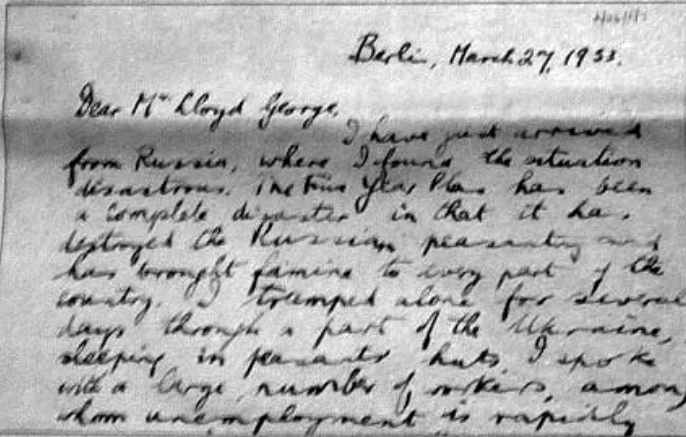 Berlin, March 27, 1933.
Dear Mr Lloyd George,
I have just arrived
from Russia, where I found the situation
disastrous. The Five Year Plan has been
a complete disaster in that it has
destroyed the Russian peasantry and
has brought famine to every part of the
country. I tramped alone for several
days through a part of the Ukraine,
sleeping in peasants' huts. I spoke
with a large number of workers, among
whom unemployment is rapidly